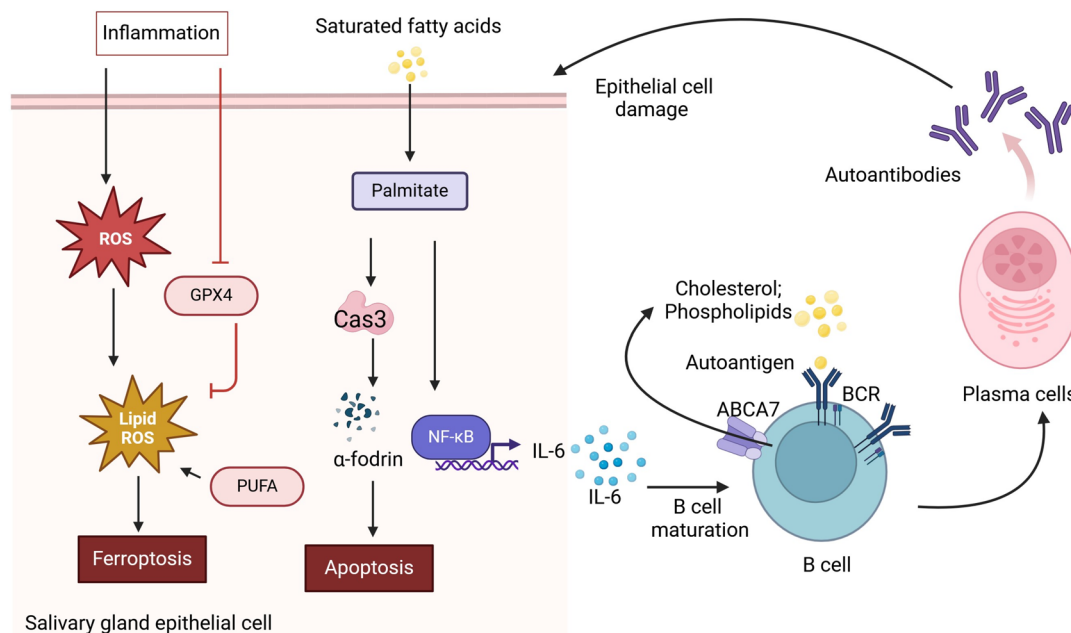 Inflammation
Saturated fatty acids
Epithelial cell
damage
Autoantibodies
Palmitate
ROS
GPX4
Cas3
Cholesterol;
Phospholipids
Autoantigen
BCR
ABCA7
Plasma cells
Lipid
ROS
NF-κB
IL-6
α-fodrin
PUFA
IL-6
B cell
maturation
B cell
Ferroptosis
Apoptosis
Salivary gland epithelial cell